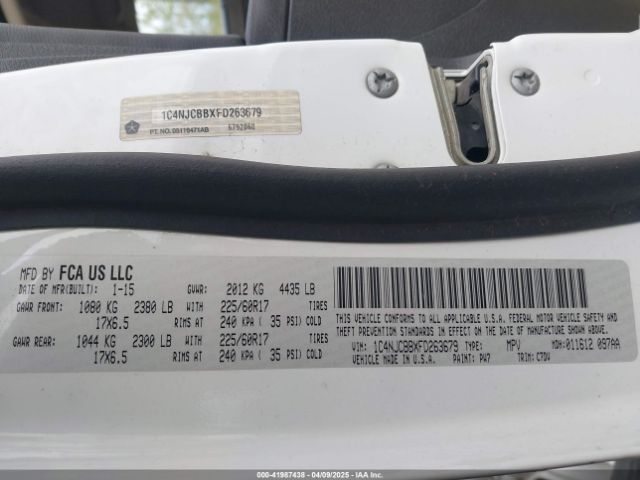 1C4NJCBBXFD263679
PT. NO. 05116471AB 6792060
MFD BY FCA US LLC
DATE OF MFR(BUILT): 1-15 GVWR: 2012 KG 4435 LB
GAWR FRONT: 1080 KG 2380 LB WITH 225/60R17 TIRES
17X6.5 RIMS AT 240 KPA ( 35 PSI) COLD
GAWR REAR: 1044 KG 2300 LB WITH 225/60R17 TIRES
17X6.5 RIMS AT 240 KPA ( 35 PSI) COLD
THIS VEHICLE CONFORMS TO ALL APPLICABLE U.S.A. FEDERAL MOTOR VEHICLE SAFETY AND
THEFT PREVENTION STANDARDS IN EFFECT ON THE DATE OF MANUFACTURE SHOWN ABOVE.
VIN: 1C4NJCBBXFD263679 TYPE: MPV MDH:011612 097AA
VEHICLE MADE IN U.S.A. PAINT: PW7 TRIM: C7DV
000-41987438 - 04/09/2025 - IAAI.COM